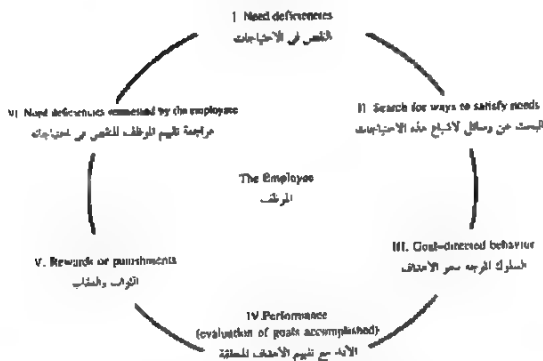 I Need deficiencies
النقص في الاحتياجات
II Search for ways to satisfy needs
البحث عن وسائل لاشباع هذه الاحتياجات
III. Goal-directed behavior
السلوك الموجه نحو الأهداف
IV.Performance
(evaluation of goals accomplished)
الأداء مع تقييم الأهداف المحققة
V. Rewards or punishments
الثواب والعقاب
VI Need deficiencies by the employee
مراجعة تقييم الموظف للنقص في احتياجاته
The Employee
الموظف